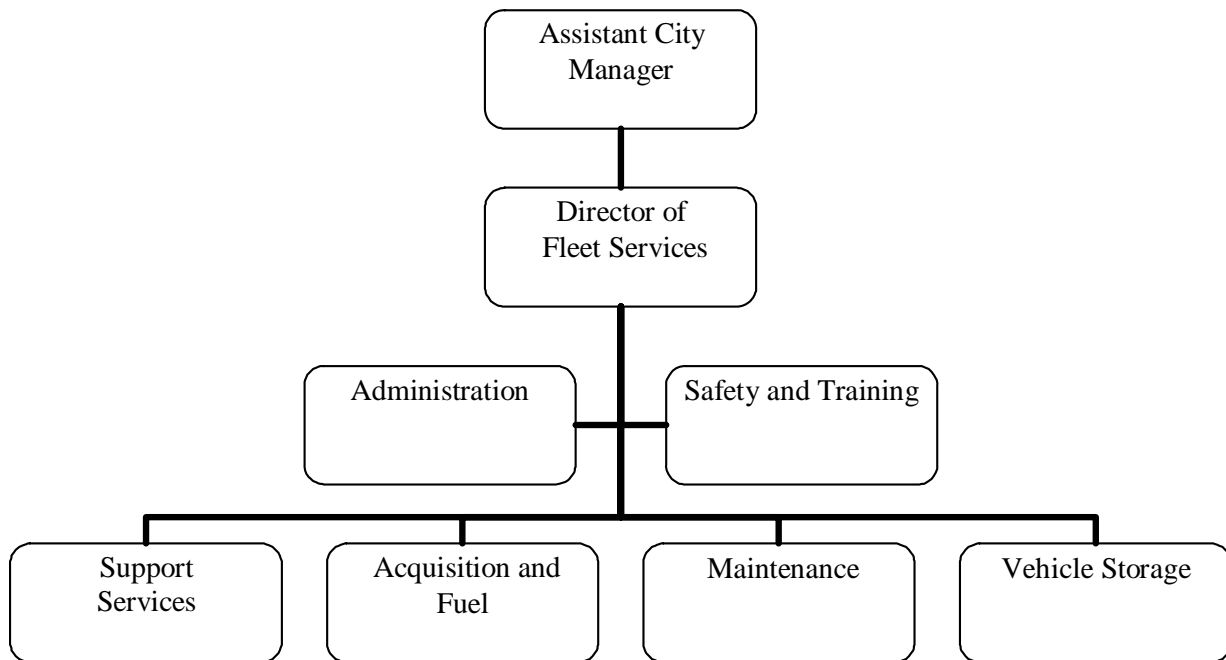 Assistant City
Manager
Director of
Fleet Services
Administration
Safety and Training
Support
Services
Acquisition and
Fuel
Maintenance
Vehicle Storage